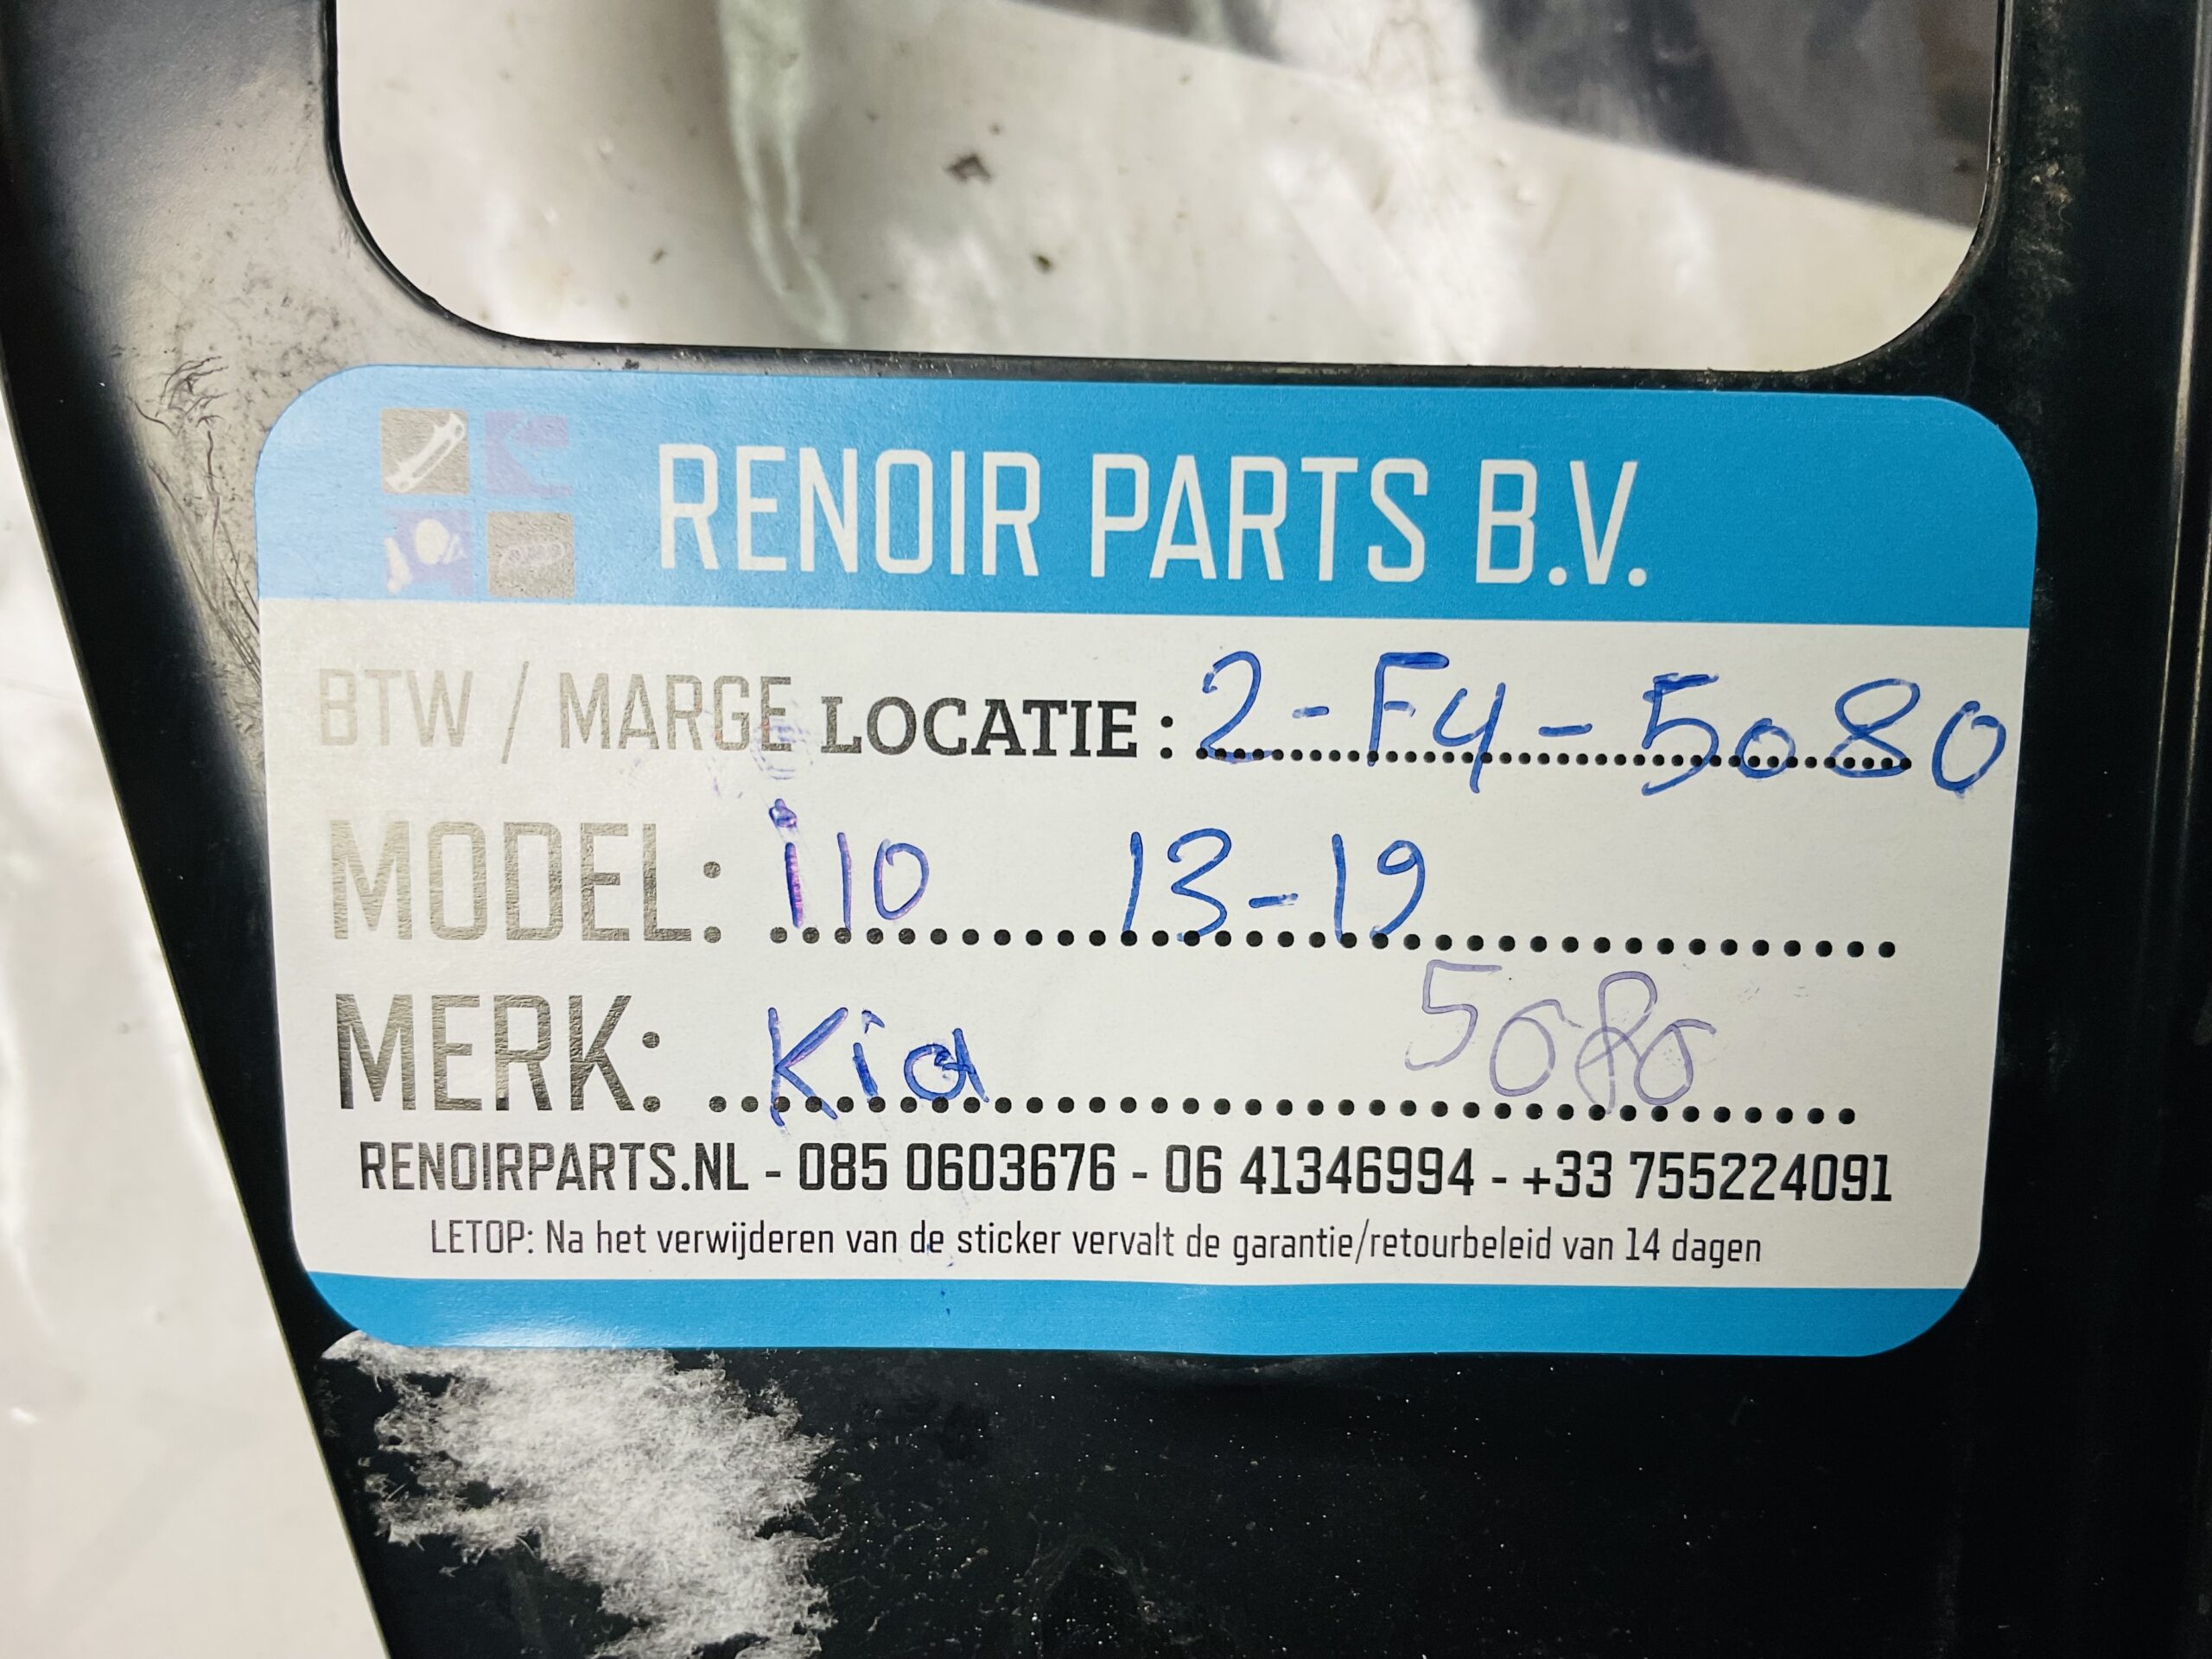 RENOIR PARTS B.V.
BTW / MARGE LOCATIE : 2-F4-5080
MODEL: i10 13-19
5080
MERK: Kia
RENOIRPARTS.NL - 085 0603676 - 06 41346994 - +33 755224091
LETOP: Na het verwijderen van de sticker vervalt de garantie/retourbeleid van 14 dagen